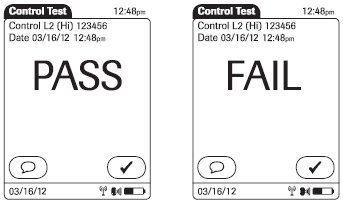 Control Test 12:48pm
Control L2 (Hi) 123456
Date 03/16/12 12:48pm
PASS
03/16/12
Control Test 12:48pm
Control L2 (Hi) 123456
Date 03/16/12 12:48pm
FAIL
03/16/12